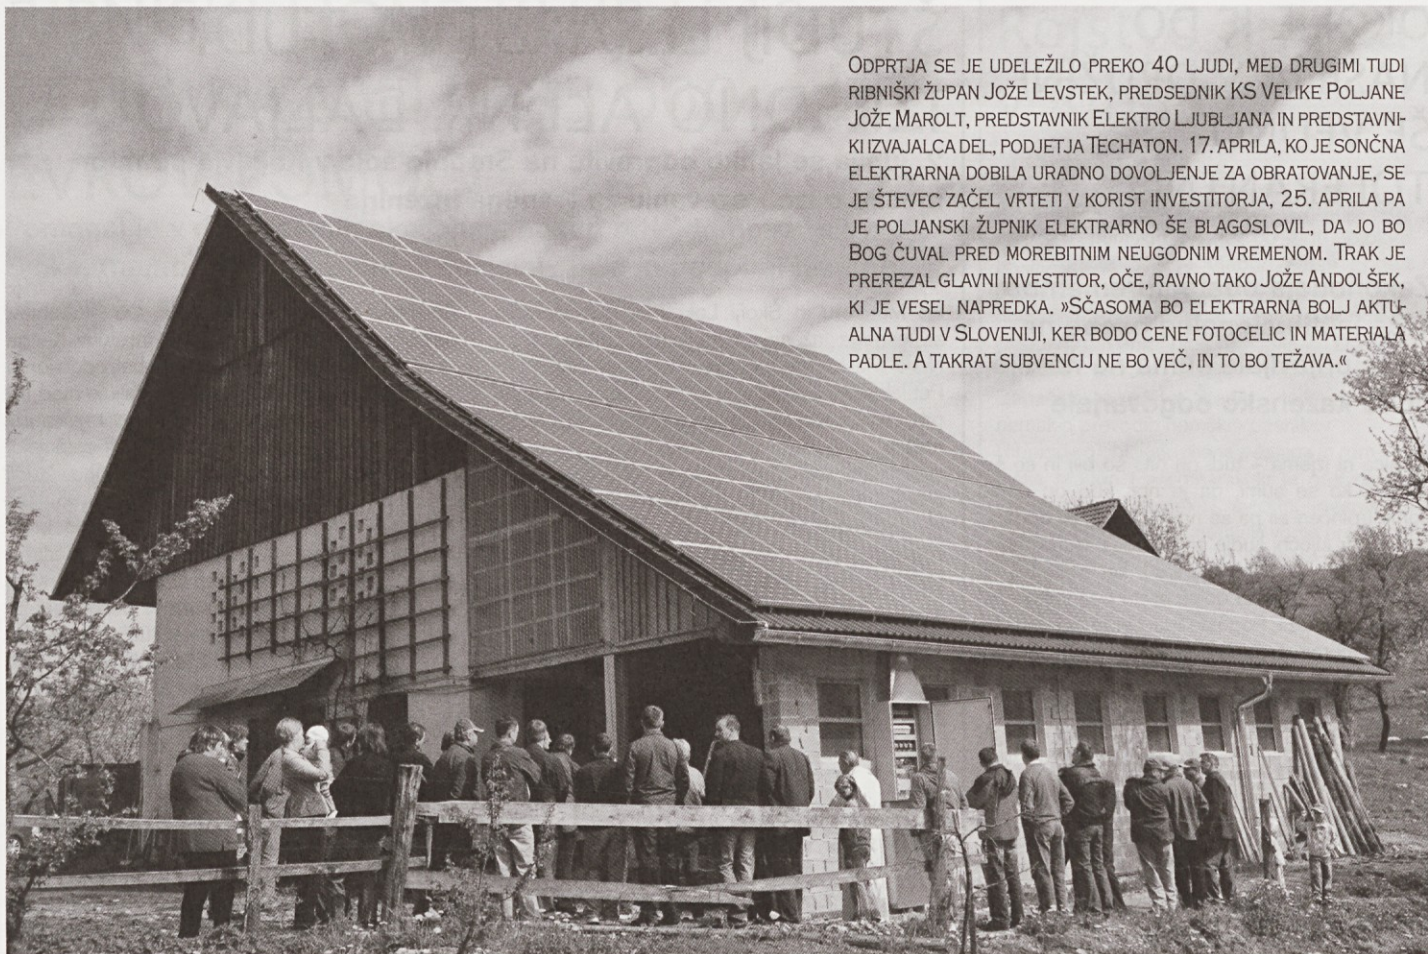 ODPRTJA SE JE UDELEŽILO PREKO 40 LJUDI, MED DRUGIMI TUDI
RIBNIŠKI ŽUPAN JOŽE LEVSTEK, PREDSEDNIK KS VELIKE POLJANE
JOŽE MAROLT, PREDSTAVNIK ELEKTRO LJUBLJANA IN PREDSTAVNI-
KI IZVAJALCA DEL, PODJETJA TECHATON. 17. APRILA, KO JE SONČNA
ELEKTRARNA DOBILA URADNO DOVOLJENJE ZA OBRATOVANJE, SE
JE ŠTEVEC ZAČEL VRTETI V KORIST INVESTITORJA, 25. APRILA PA
JE POLJANSKI ŽUPNIK ELEKTRARNO ŠE BLAGOSLOVIL, DA JO BO
BOG ČUVAL PRED MOREBITNIM NEUGODNIM VREMENOM. TRAK JE
PREREZAL GLAVNI INVESTITOR, OČE, RAVNO TAKO JOŽE ANDOLŠEK,
KI JE VESEL NAPREDKA. »SČASOMA BO ELEKTRARNA BOLJ AKTU-
ALNA TUDI V SLOVENIJI, KER BODO CENE FOTOCELIC IN MATERIALA
PADLE. A TAKRAT SUBVENCIJ NE BO VEČ, IN TO BO TEŽAVA.«